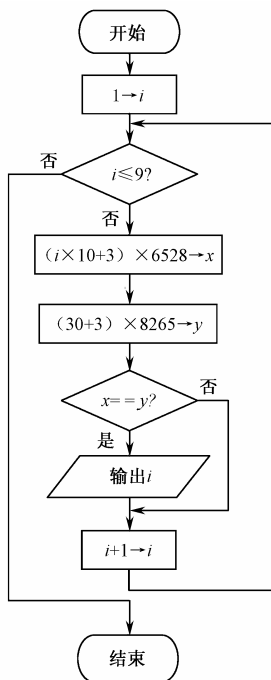 开始
1→i
i≤9?
否
否
（i×10+3）×6528→x
（30+3）×8265→y
x==y?
否
是
输出i
i+1→i
结束